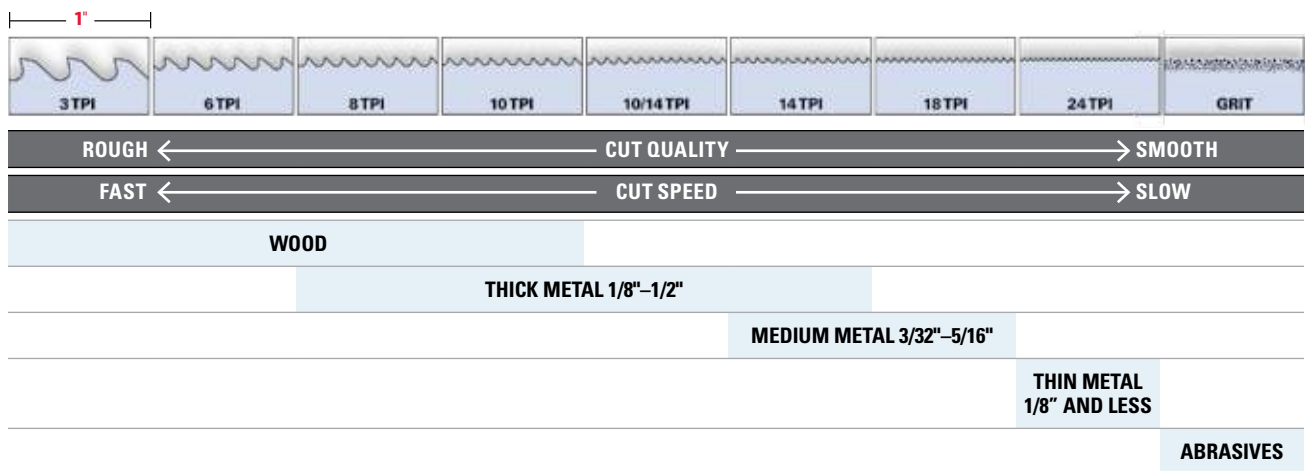 1"
3 TPI 6 TPI 8 TPI 10 TPI 10/14 TPI 14 TPI 18 TPI 24 TPI GRIT
ROUGH CUT QUALITY SMOOTH
FAST CUT SPEED SLOW
WOOD
THICK METAL 1/8"–1/2"
MEDIUM METAL 3/32"–5/16"
THIN METAL
1/8” AND LESS
ABRASIVES